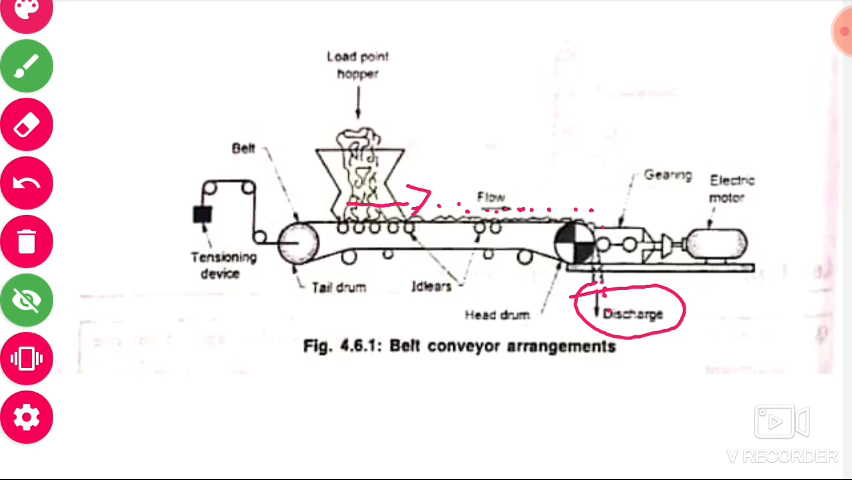 Load point
hopper
Belt
Flow
Gearing
Electric
motor
Tensioning
device
Tail drum
Idlears
Head drum
Discharge
Fig. 4.6.1: Belt conveyor arrangements
V RECORDER